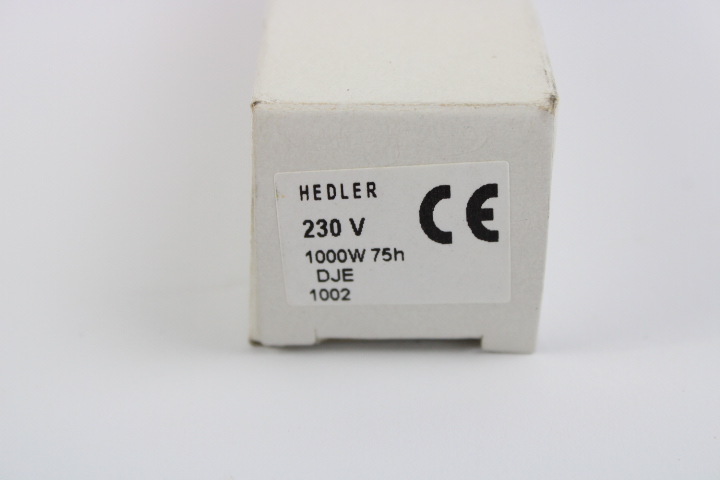 HEDLER
CE
230 V
1000W 75h
DJE
1002